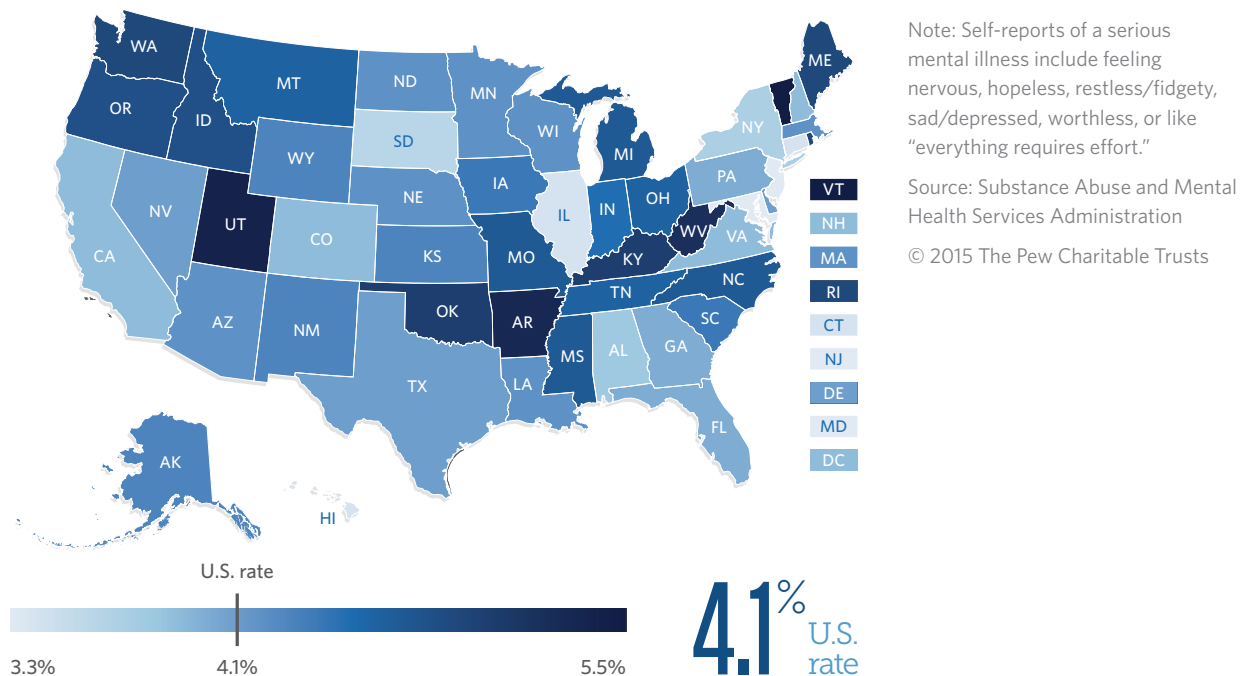 WA
MT
ND
MN
ME
OR
ID
WY
SD
WI
MI
NY
NV
UT
CO
NE
IA
IL
IN
OH
PA
CA
KS
MO
KY
WV
VA
AZ
NM
OK
AR
TN
NC
SC
TX
LA
MS
AL
GA
FL
AK
HI
VT
NH
MA
RI
CT
NJ
DE
MD
DC
Note: Self-reports of a serious
mental illness include feeling
nervous, hopeless, restless/fidgety,
sad/depressed, worthless, or like
“everything requires effort.”
Source: Substance Abuse and Mental
Health Services Administration
© 2015 The Pew Charitable Trusts
U.S. rate
3.3%
4.1%
5.5%
4.1%
U.S.
rate